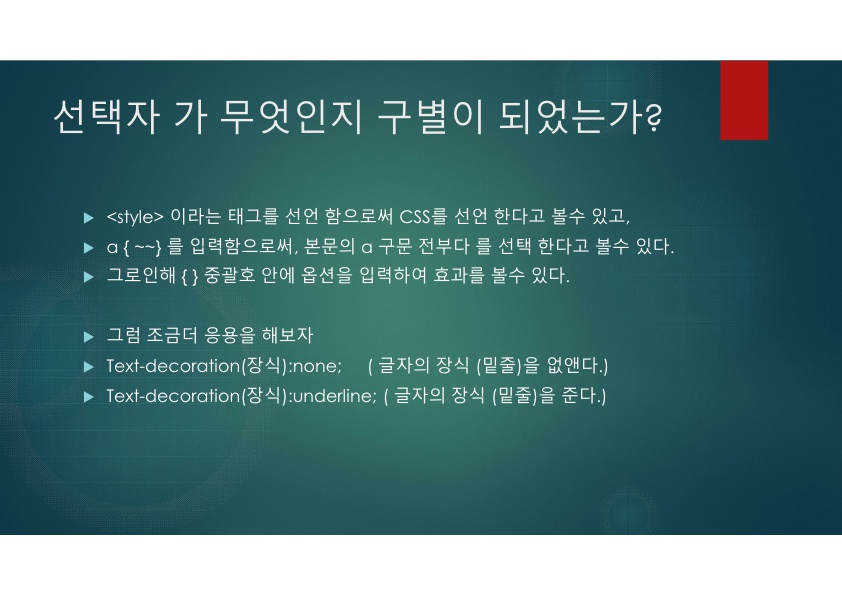 선택자 가 무엇인지 구별이 되었는가?
<style> 이라는 태그를 선언 함으로써 CSS를 선언 한다고 볼수 있고,
a { ~~} 를 입력함으로써, 본문의 a 구문 전부다 를 선택 한다고 볼수 있다.
그로인해 { } 중괄호 안에 옵션을 입력하여 효과를 볼수 있다.
그럼 조금더 응용을 해보자
Text-decoration(장식):none; ( 글자의 장식 (밑줄)을 없앤다.)
Text-decoration(장식):underline; ( 글자의 장식 (밑줄)을 준다.)